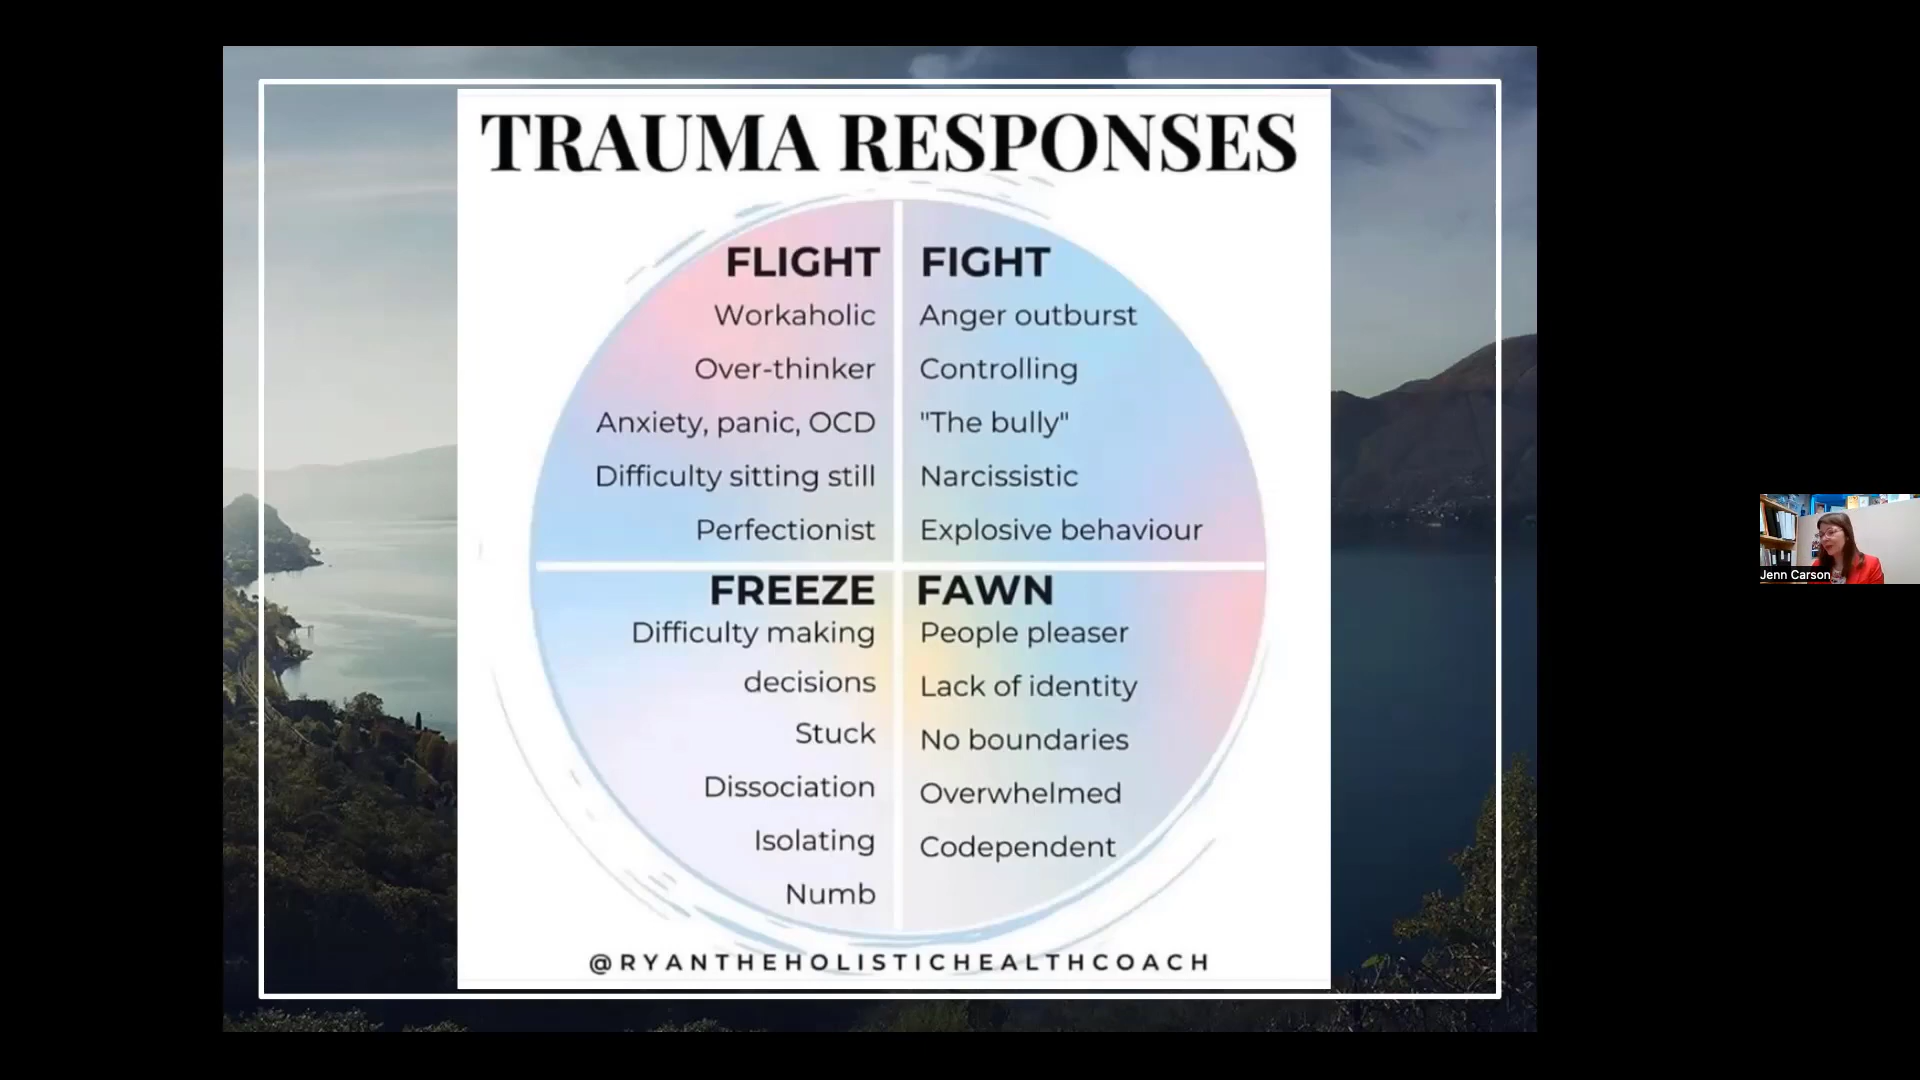 TRAUMA RESPONSES
FLIGHT
Workaholic
Over-thinker
Anxiety, panic, OCD
Difficulty sitting still
Perfectionist
FIGHT
Anger outburst
Controlling
"The bully"
Narcissistic
Explosive behaviour
FREEZE
Difficulty making
decisions
Stuck
Dissociation
Isolating
Numb
FAWN
People pleaser
Lack of identity
No boundaries
Overwhelmed
Codependent
@RYANTHEHOLISTICHEALTHCOACH
Jenn Carson